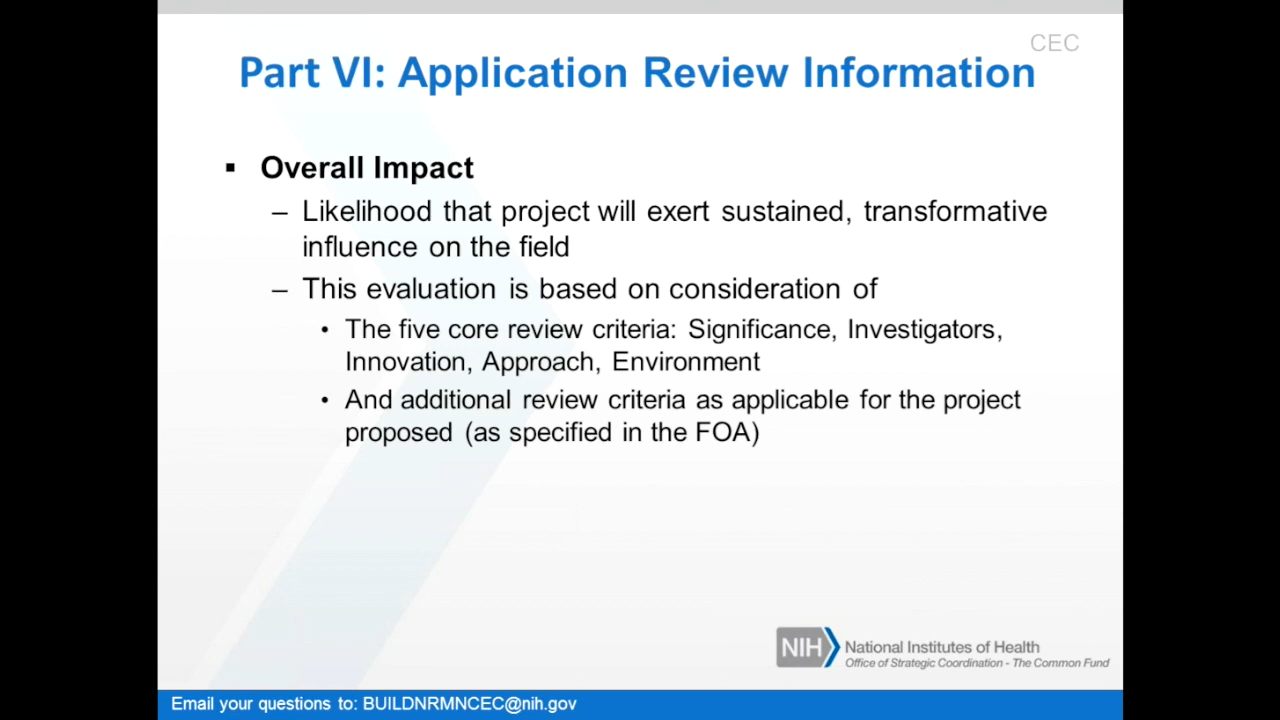 CEC
Part VI: Application Review Information
▪ Overall Impact
– Likelihood that project will exert sustained, transformative
influence on the field
– This evaluation is based on consideration of
• The five core review criteria: Significance, Investigators,
Innovation, Approach, Environment
• And additional review criteria as applicable for the project
proposed (as specified in the FOA)
NIH National Institutes of Health
Office of Strategic Coordination - The Common Fund
Email your questions to: BUILDNRMNCEC@nih.gov